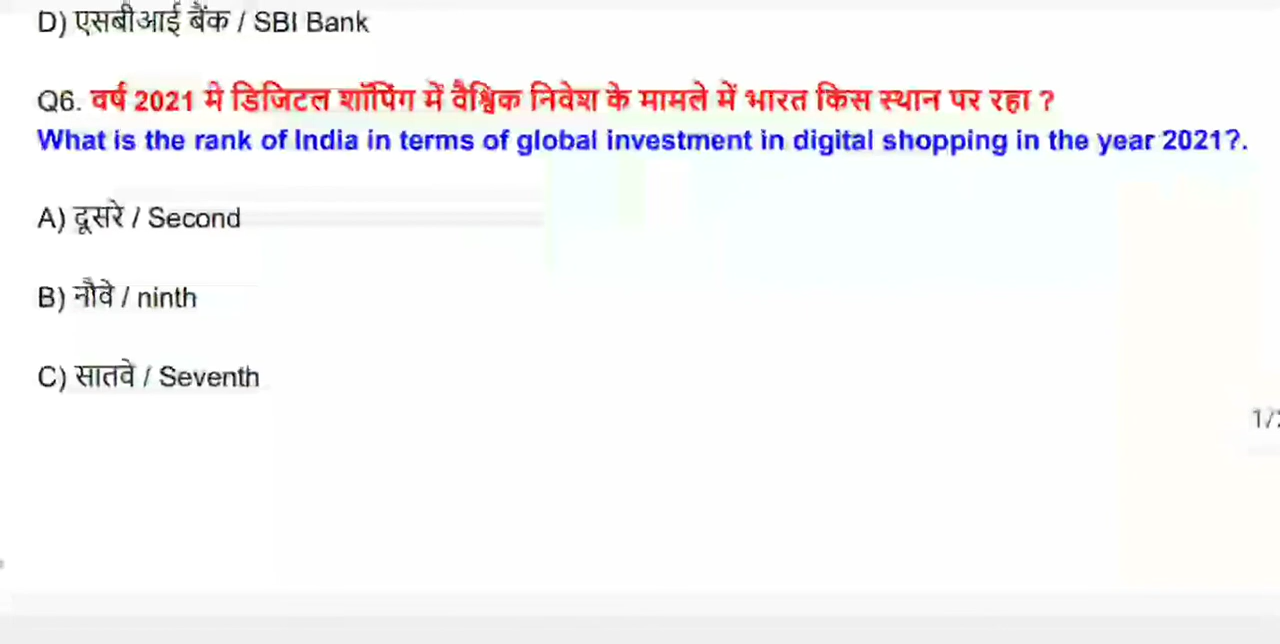 D) एसबीआई बैंक / SBI Bank
Q6. वर्ष 2021 मे डिजिटल शॉपिंग में वैश्विक निवेश के मामले में भारत किस स्थान पर रहा ?
What is the rank of India in terms of global investment in digital shopping in the year 2021?.
A) दूसरे / Second
B) नौवे / ninth
C) सातवे / Seventh
1/